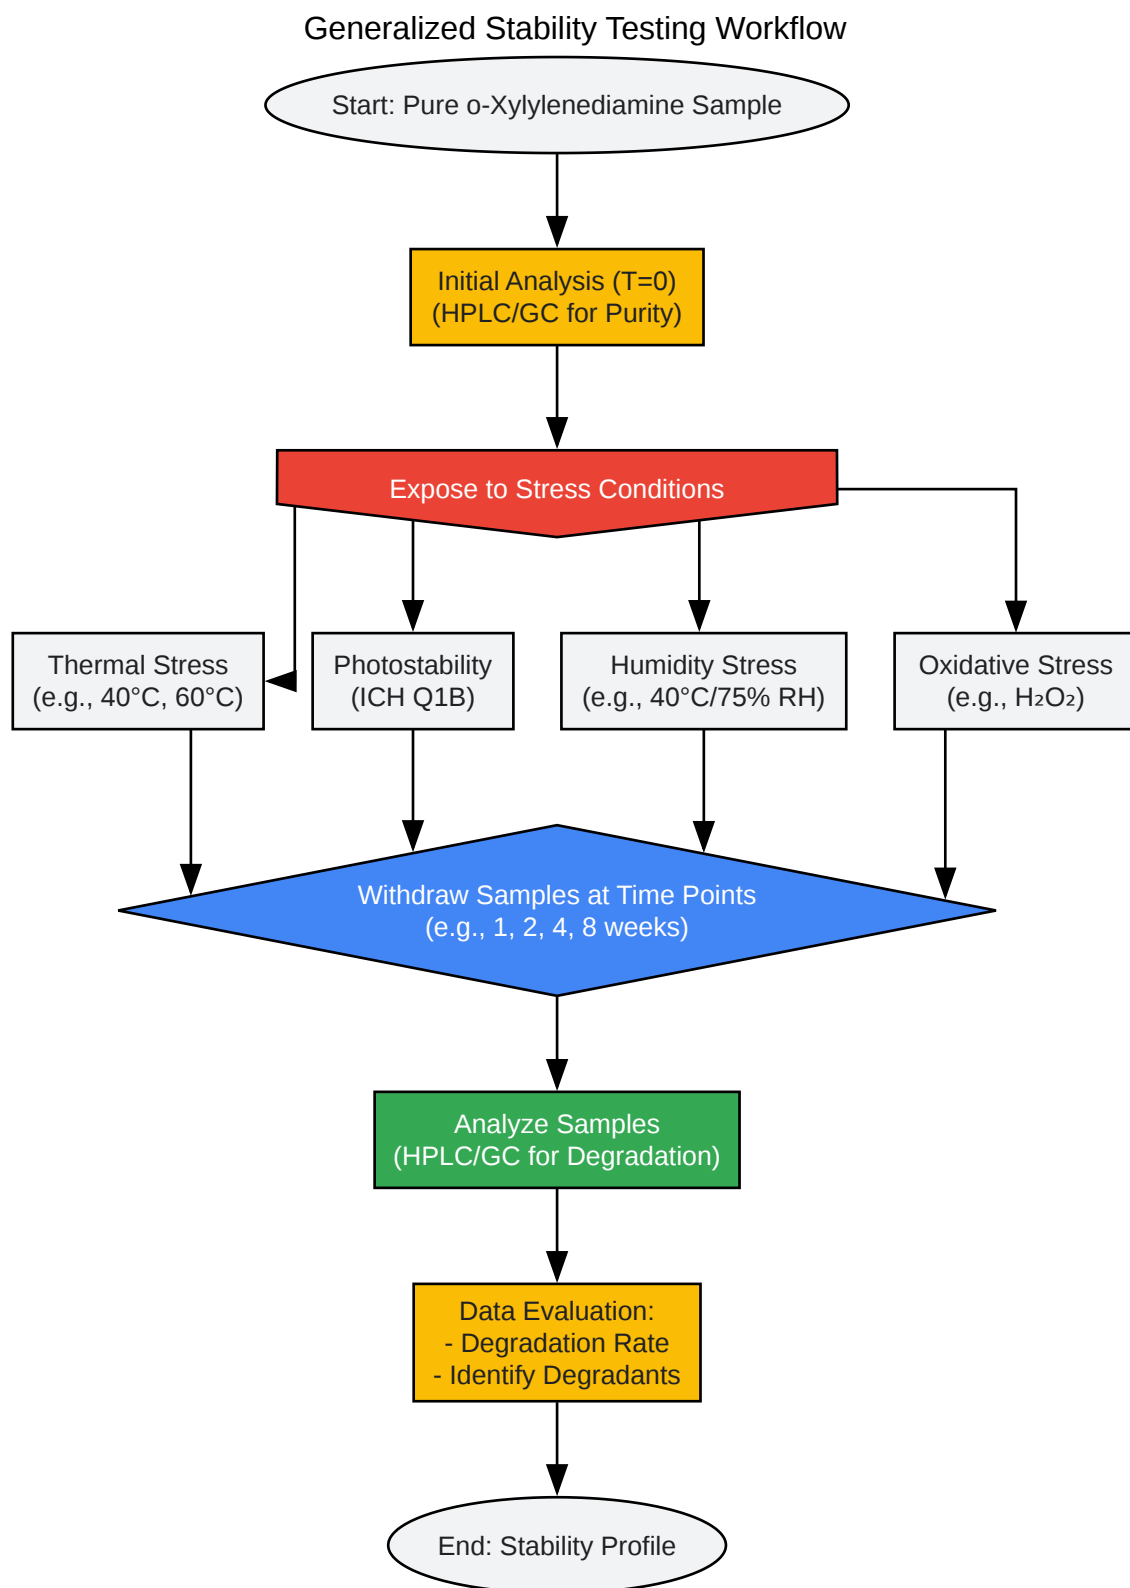 Generalized Stability Testing Workflow
Start: Pure o-Xylylenediamine Sample
Initial Analysis (T=0)
(HPLC/GC for Purity)
Expose to Stress Conditions
Thermal Stress
(e.g., 40°C, 60°C)
Photostability
(ICH Q1B)
Humidity Stress
(e.g., 40°C/75% RH)
Oxidative Stress
(e.g., H₂O₂)
Withdraw Samples at Time Points
(e.g., 1, 2, 4, 8 weeks)
Analyze Samples
(HPLC/GC for Degradation)
Data Evaluation:
- Degradation Rate
- Identify Degradants
End: Stability Profile